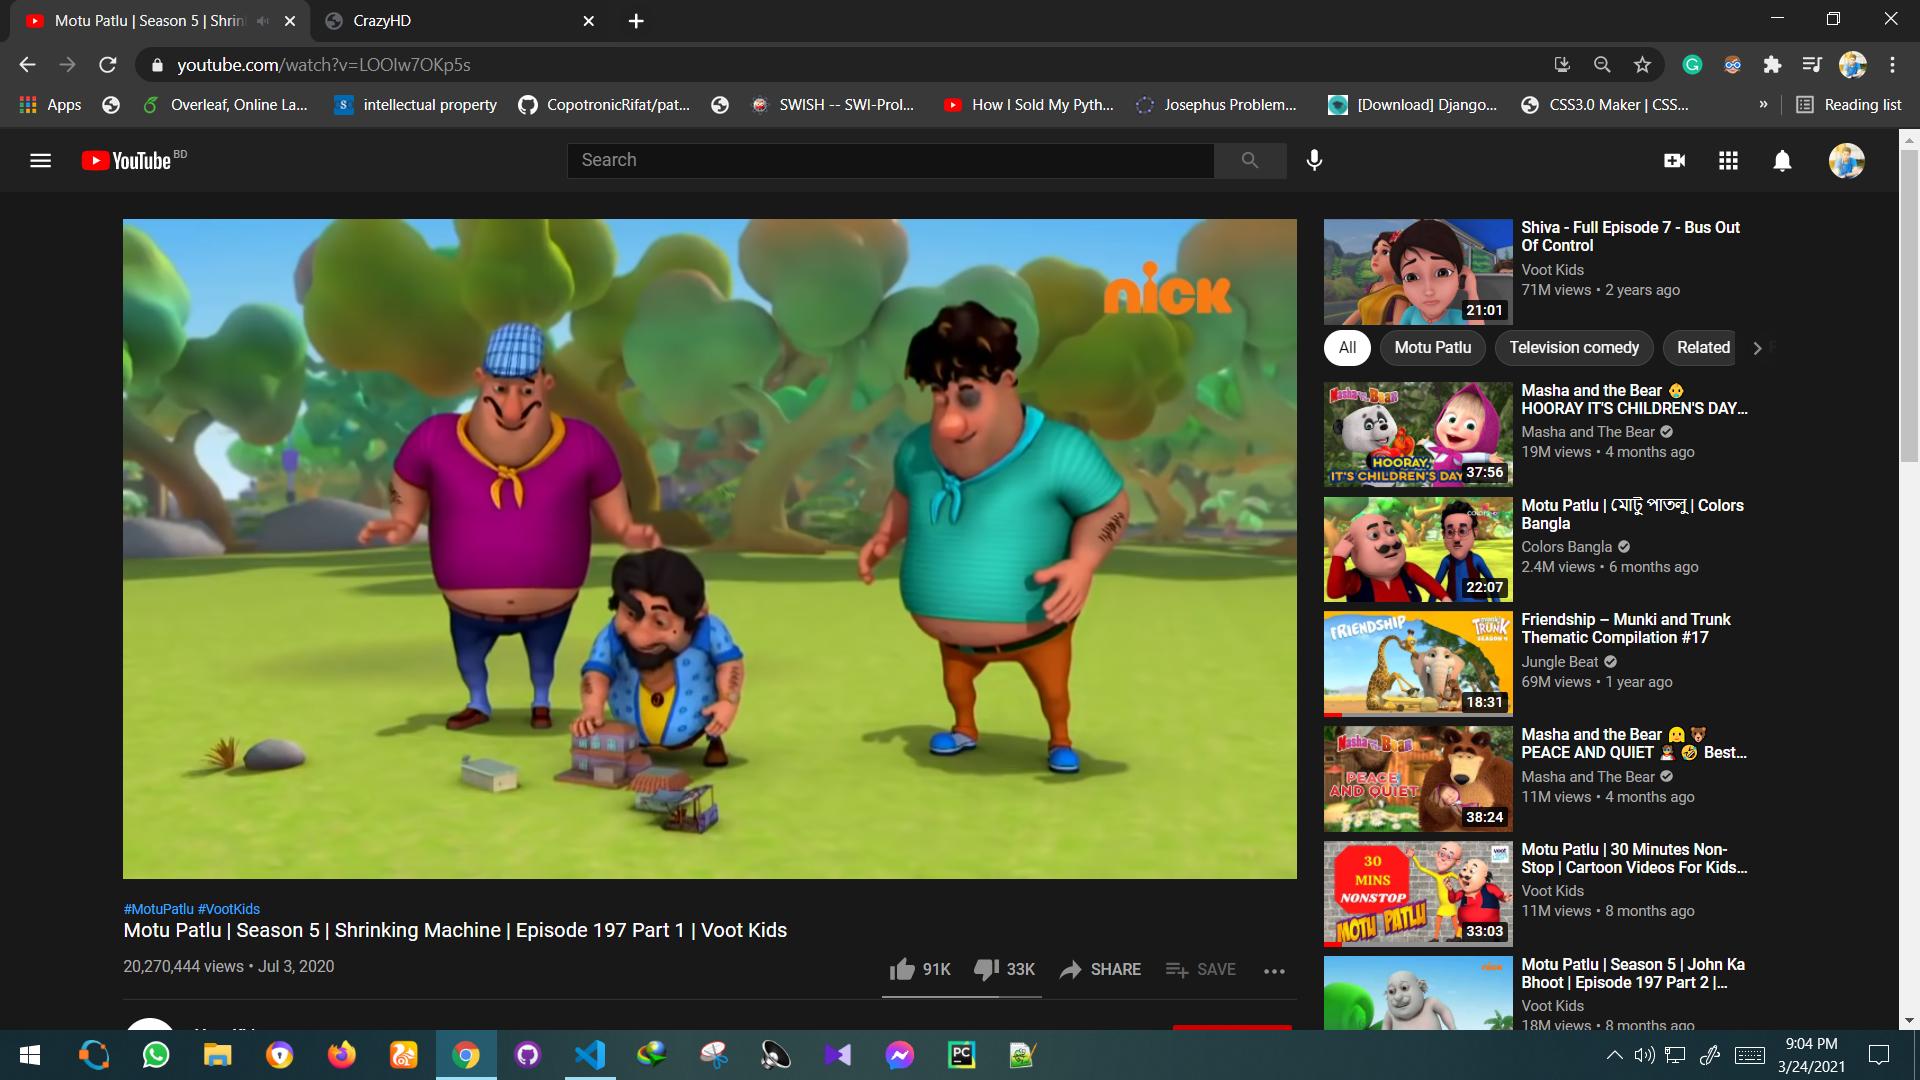 Motu Patlu | Season 5 | Shrin
CrazyHD
youtube.com/watch?v=LOOIw7OKp5s
Apps
Overleaf, Online La...
intellectual property
CopotronicRifat/pat...
SWISH -- SWI-Prol...
How I Sold My Pyth...
Josephus Problem...
[Download] Django...
CSS3.0 Maker | CSS...
»
Reading list
YouTube BD
Search
nick
Shiva - Full Episode 7 - Bus Out
Of Control
Voot Kids
71M views • 2 years ago
21:01
All
Motu Patlu
Television comedy
Related
Masha and the Bear 👶
HOORAY IT'S CHILDREN'S DAY...
Masha and The Bear
19M views • 4 months ago
HOORAY,
IT'S CHILDREN'S DAY
37:56
Motu Patlu | মোটু পাতলু | Colors
Bangla
Colors Bangla
2.4M views • 6 months ago
22:07
Friendship – Munki and Trunk
Thematic Compilation #17
Jungle Beat
69M views • 1 year ago
FRIENDSHIP
TRUNK
18:31
Masha and the Bear 👱‍♀️ 🐻
PEACE AND QUIET 🤣 Best...
Masha and The Bear
11M views • 4 months ago
PEACE
AND QUIET
38:24
Motu Patlu | 30 Minutes Non-
Stop | Cartoon Videos For Kids...
Voot Kids
11M views • 8 months ago
30
MINS
NONSTOP
MOTU PATLU
33:03
Motu Patlu | Season 5 | John Ka
Bhoot | Episode 197 Part 2 |...
Voot Kids
18M views • 8 months ago
#MotuPatlu #VootKids
Motu Patlu | Season 5 | Shrinking Machine | Episode 197 Part 1 | Voot Kids
20,270,444 views • Jul 3, 2020
91K
33K
SHARE
SAVE
9:04 PM
3/24/2021